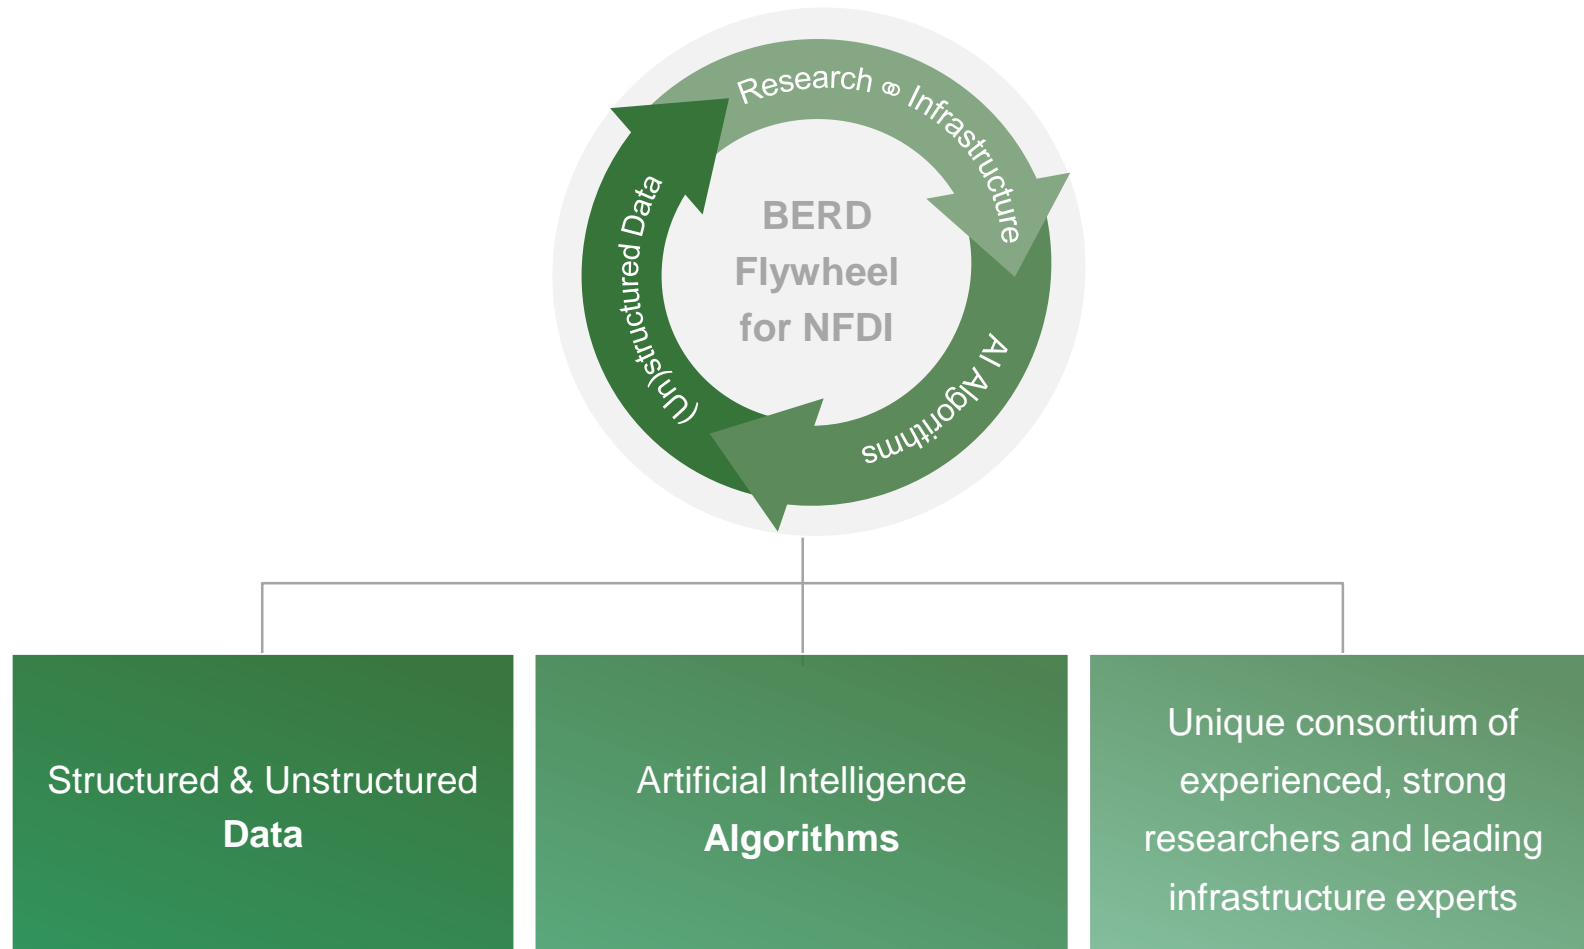 Research ∞ Infrastructure
(Un)structured Data
BERD
Flywheel
for NFDI
AI Algorithms
Structured & Unstructured
Data
Artificial Intelligence
Algorithms
Unique consortium of
experienced, strong
researchers and leading
infrastructure experts